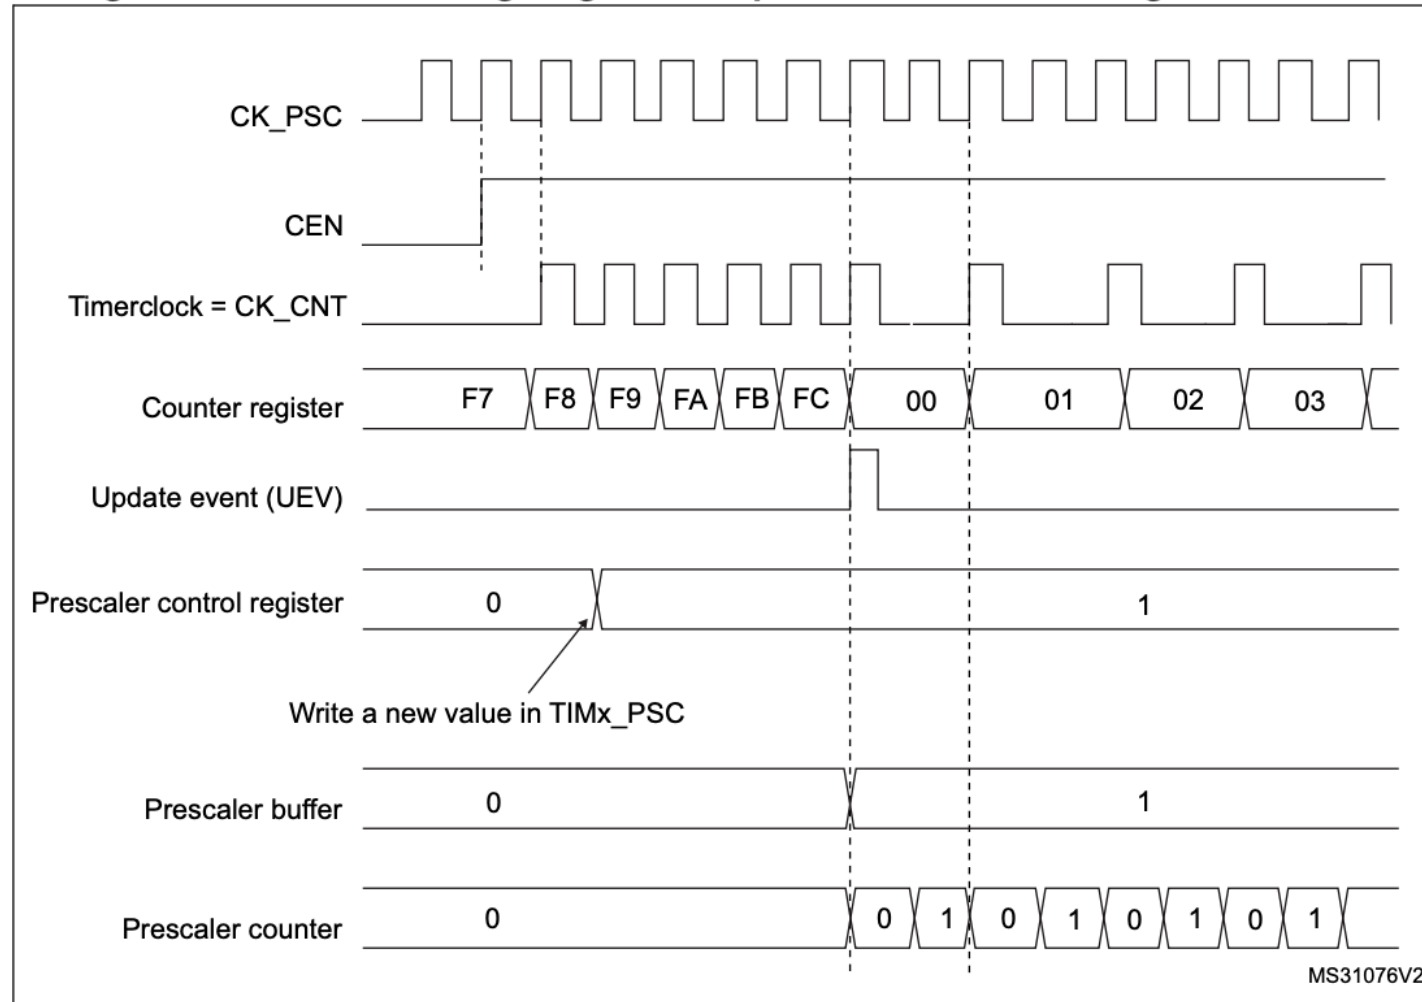 CK_PSC
CEN
Timerclock = CK_CNT
Counter register F7 F8 F9 FA FB FC 00 01 02 03
Update event (UEV)
Prescaler control register 0 1
Write a new value in TIMx_PSC
Prescaler buffer 0 1
Prescaler counter 0 0 1 0 1 0 1 0 1
MS31076V2